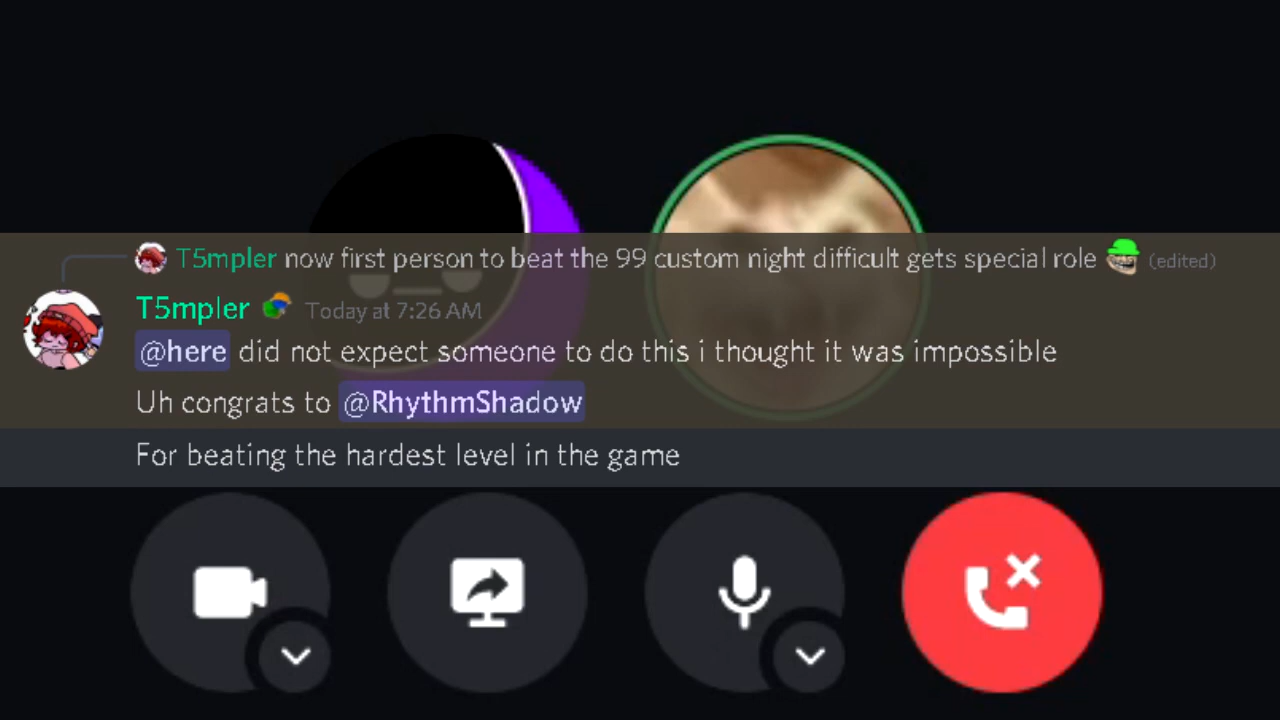 T5mpler now first person to beat the 99 custom night difficult gets special role (edited)
T5mpler Today at 7:26 AM
@here did not expect someone to do this i thought it was impossible
Uh congrats to @RhythmShadow
For beating the hardest level in the game